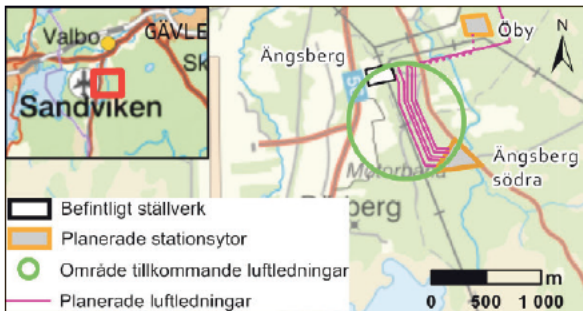 Valbo
GÄVLE
Sk
Sandviken
Öby
N
Ängsberg
Ängsberg
södra
Motorbana
berg
Befintligt ställverk
Planerade stationsytor
Område tillkommande luftledningar
Planerade luftledningar
m
0 500 1 000